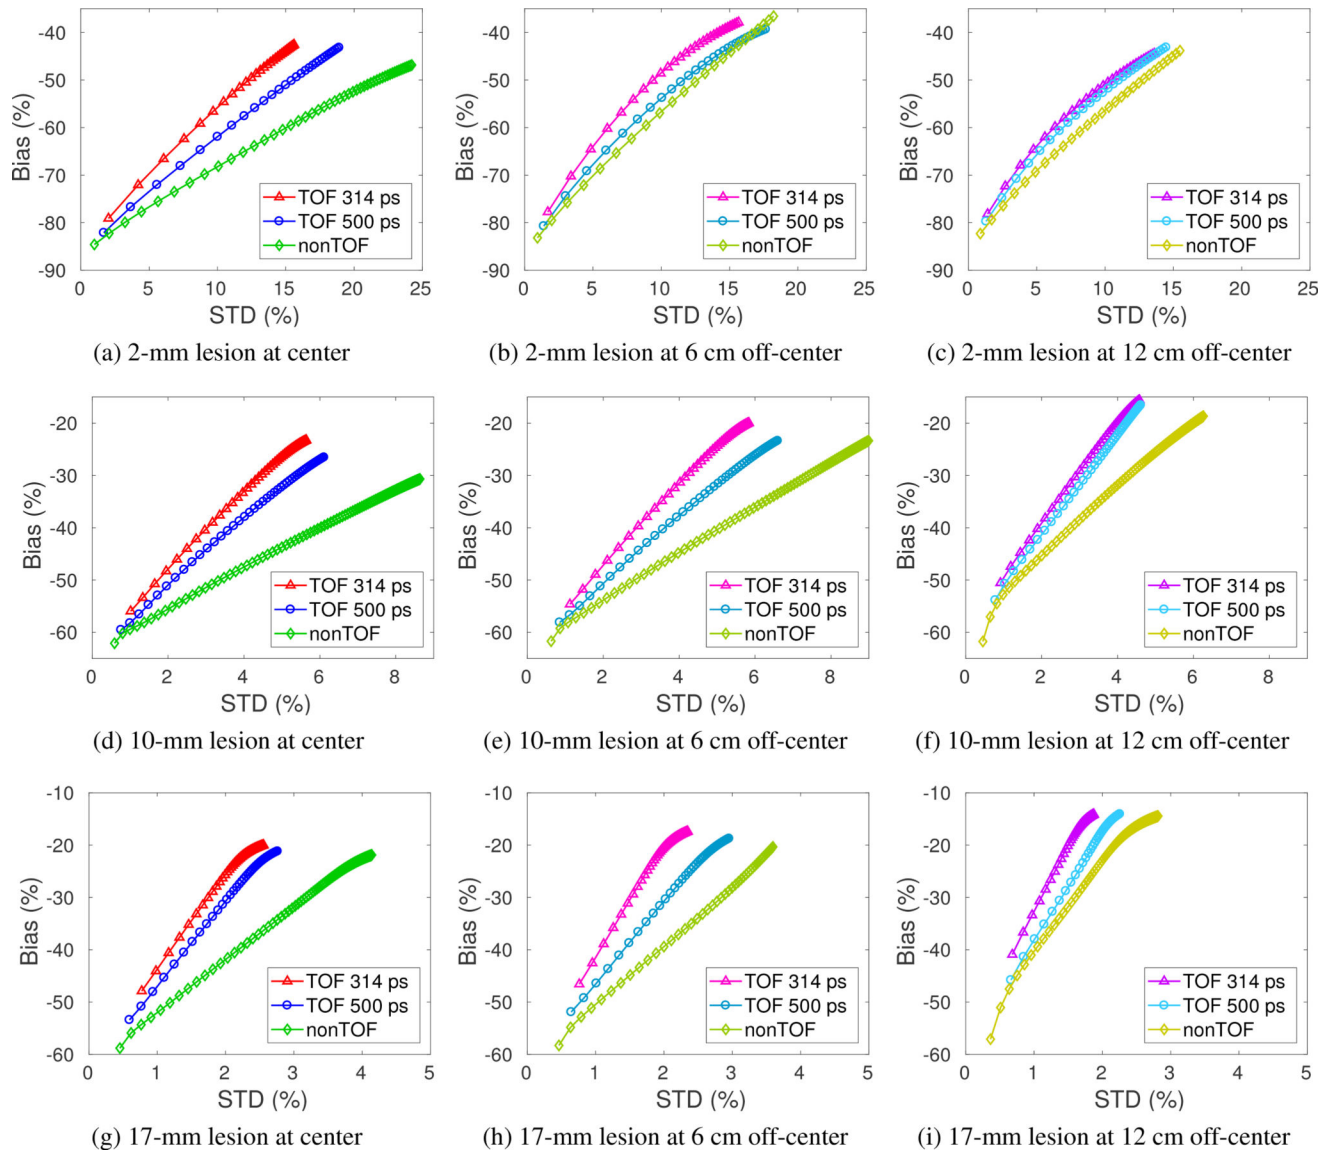 -40
-50
-60
-70
-80
-90
Bias (%)
0 5 10 15 20 25
STD (%)
TOF 314 ps
TOF 500 ps
nonTOF
(a) 2-mm lesion at center
-40
-50
-60
-70
-80
-90
Bias (%)
0 5 10 15 20 25
STD (%)
TOF 314 ps
TOF 500 ps
nonTOF
(b) 2-mm lesion at 6 cm off-center
-40
-50
-60
-70
-80
-90
Bias (%)
0 5 10 15 20 25
STD (%)
TOF 314 ps
TOF 500 ps
nonTOF
(c) 2-mm lesion at 12 cm off-center
-20
-30
-40
-50
-60
Bias (%)
0 2 4 6 8
STD (%)
TOF 314 ps
TOF 500 ps
nonTOF
(d) 10-mm lesion at center
-20
-30
-40
-50
-60
Bias (%)
0 2 4 6 8
STD (%)
TOF 314 ps
TOF 500 ps
nonTOF
(e) 10-mm lesion at 6 cm off-center
-20
-30
-40
-50
-60
Bias (%)
0 2 4 6 8
STD (%)
TOF 314 ps
TOF 500 ps
nonTOF
(f) 10-mm lesion at 12 cm off-center
-10
-20
-30
-40
-50
-60
Bias (%)
0 1 2 3 4 5
STD (%)
TOF 314 ps
TOF 500 ps
nonTOF
(g) 17-mm lesion at center
-10
-20
-30
-40
-50
-60
Bias (%)
0 1 2 3 4 5
STD (%)
TOF 314 ps
TOF 500 ps
nonTOF
(h) 17-mm lesion at 6 cm off-center
-10
-20
-30
-40
-50
-60
Bias (%)
0 1 2 3 4 5
STD (%)
TOF 314 ps
TOF 500 ps
nonTOF
(i) 17-mm lesion at 12 cm off-center